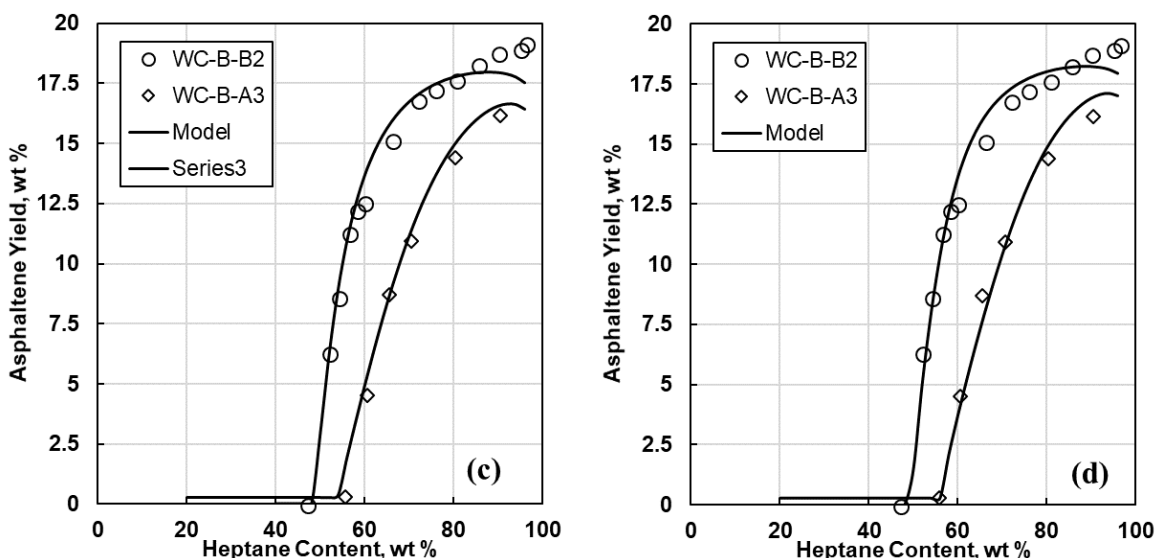 20
17.5
15
12.5
10
7.5
5
2.5
0
Asphaltene Yield, wt %
WC-B-B2
WC-B-A3
Model
Series3
(c)
0 20 40 60 80 100
Heptane Content, wt %
20
17.5
15
12.5
10
7.5
5
2.5
0
Asphaltene Yield, wt %
WC-B-B2
WC-B-A3
Model
(d)
0 20 40 60 80 100
Heptane Content, wt %